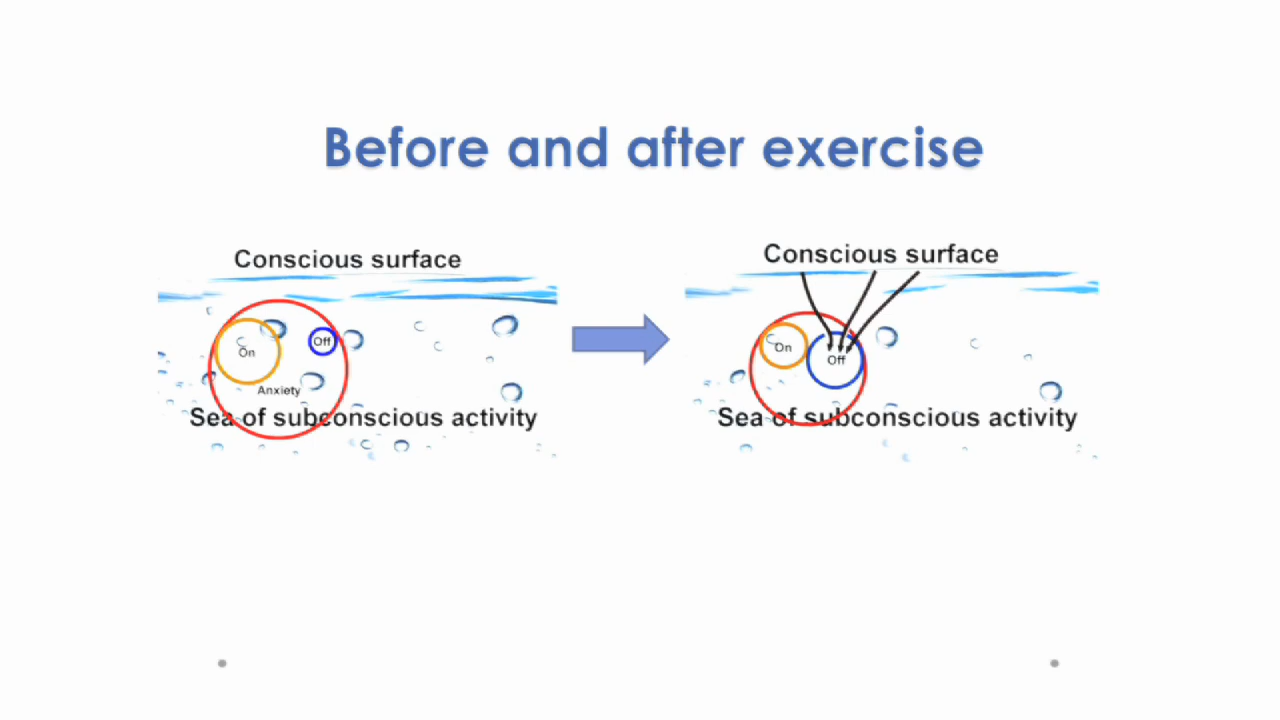 Before and after exercise
Conscious surface
On
Off
Anxiety
Sea of subconscious activity
Conscious surface
On
Off
Sea of subconscious activity